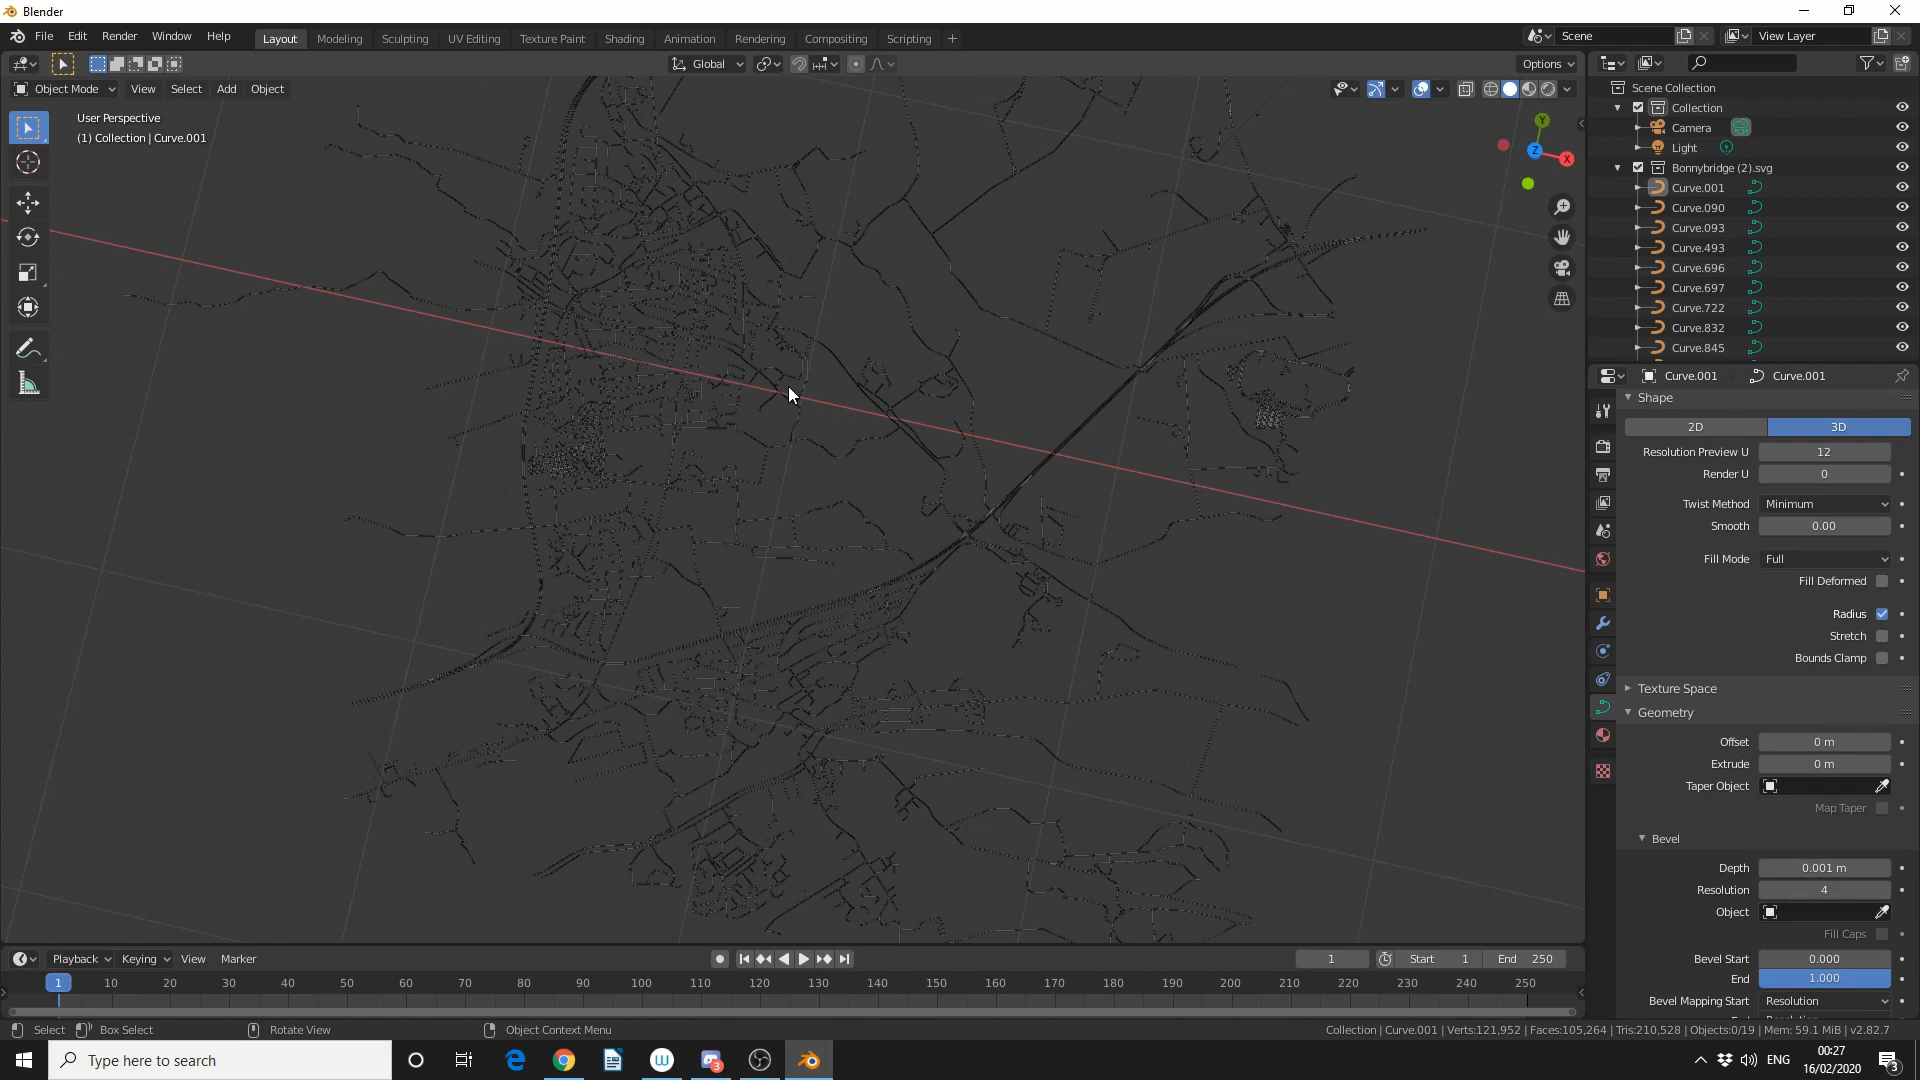 Blender
File Edit Render Window Help
Layout Modeling Sculpting UV Editing Texture Paint Shading Animation Rendering Compositing Scripting +
Scene
View Layer
Global
Options
Object Mode View Select Add Object
User Perspective
(1) Collection | Curve.001
Y
Z
X
Scene Collection
Collection
Camera
Light
Bonnybridge (2).svg
Curve.001
Curve.090
Curve.093
Curve.493
Curve.696
Curve.697
Curve.722
Curve.832
Curve.845
Curve.001 Curve.001
Shape
2D 3D
Resolution Preview U 12
Render U 0
Twist Method Minimum
Smooth 0.00
Fill Mode Full
Fill Deformed
Radius
Stretch
Bounds Clamp
Texture Space
Geometry
Offset 0 m
Extrude 0 m
Taper Object
Map Taper
Bevel
Depth 0.001 m
Resolution 4
Object
Fill Caps
Bevel Start 0.000
End 1.000
Bevel Mapping Start Resolution
Playback Keying View Marker
1 Start 1 End 250
1 10 20 30 40 50 60 70 80 90 100 110 120 130 140 150 160 170 180 190 200 210 220 230 240 250
Select Box Select Rotate View Object Context Menu
Collection | Curve.001 | Verts:121,952 | Faces:105,264 | Tris:210,528 | Objects:0/19 | Mem: 59.1 MiB | v2.82.7
Type here to search
3
ENG
00:27
16/02/2020
3